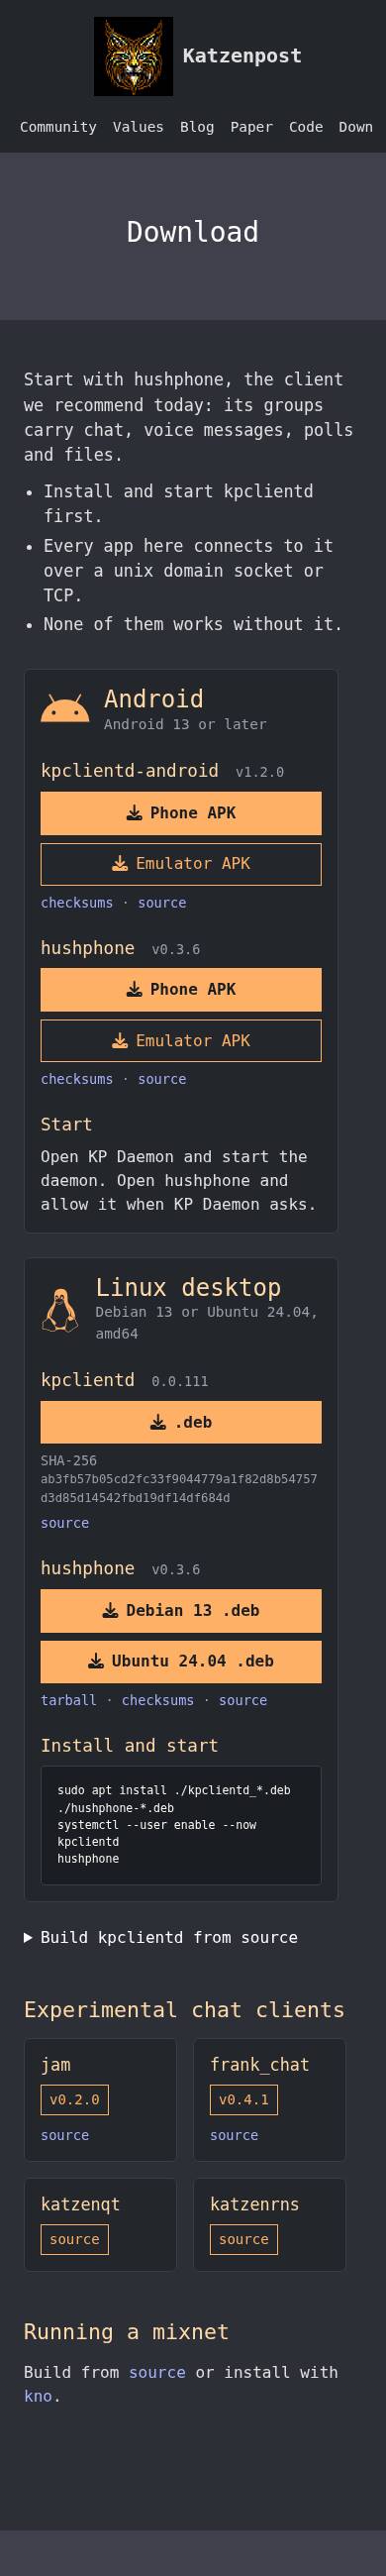 Katzenpost
Community Values Blog Paper Code Down
Download
Start with hushphone, the client
we recommend today: its groups
carry chat, voice messages, polls
and files.
• Install and start kpclientd
first.
• Every app here connects to it
over a unix domain socket or
TCP.
• None of them works without it.
Android
Android 13 or later
kpclientd-android v1.2.0
Phone APK
Emulator APK
checksums · source
hushphone v0.3.6
Phone APK
Emulator APK
checksums · source
Start
Open KP Daemon and start the
daemon. Open hushphone and
allow it when KP Daemon asks.
Linux desktop
Debian 13 or Ubuntu 24.04,
amd64
kpclientd 0.0.111
.deb
SHA-256
ab3fb57b05cd2fc33f9044779a1f82d8b54757
d3d85d14542fbd19df14df684d
source
hushphone v0.3.6
Debian 13 .deb
Ubuntu 24.04 .deb
tarball · checksums · source
Install and start
sudo apt install ./kpclientd_*.deb
./hushphone-*.deb
systemctl --user enable --now
kpclientd
hushphone
Build kpclientd from source
Experimental chat clients
jam
v0.2.0
source
frank_chat
v0.4.1
source
katzenqt
source
katzenrns
source
Running a mixnet
Build from source or install with
kno.